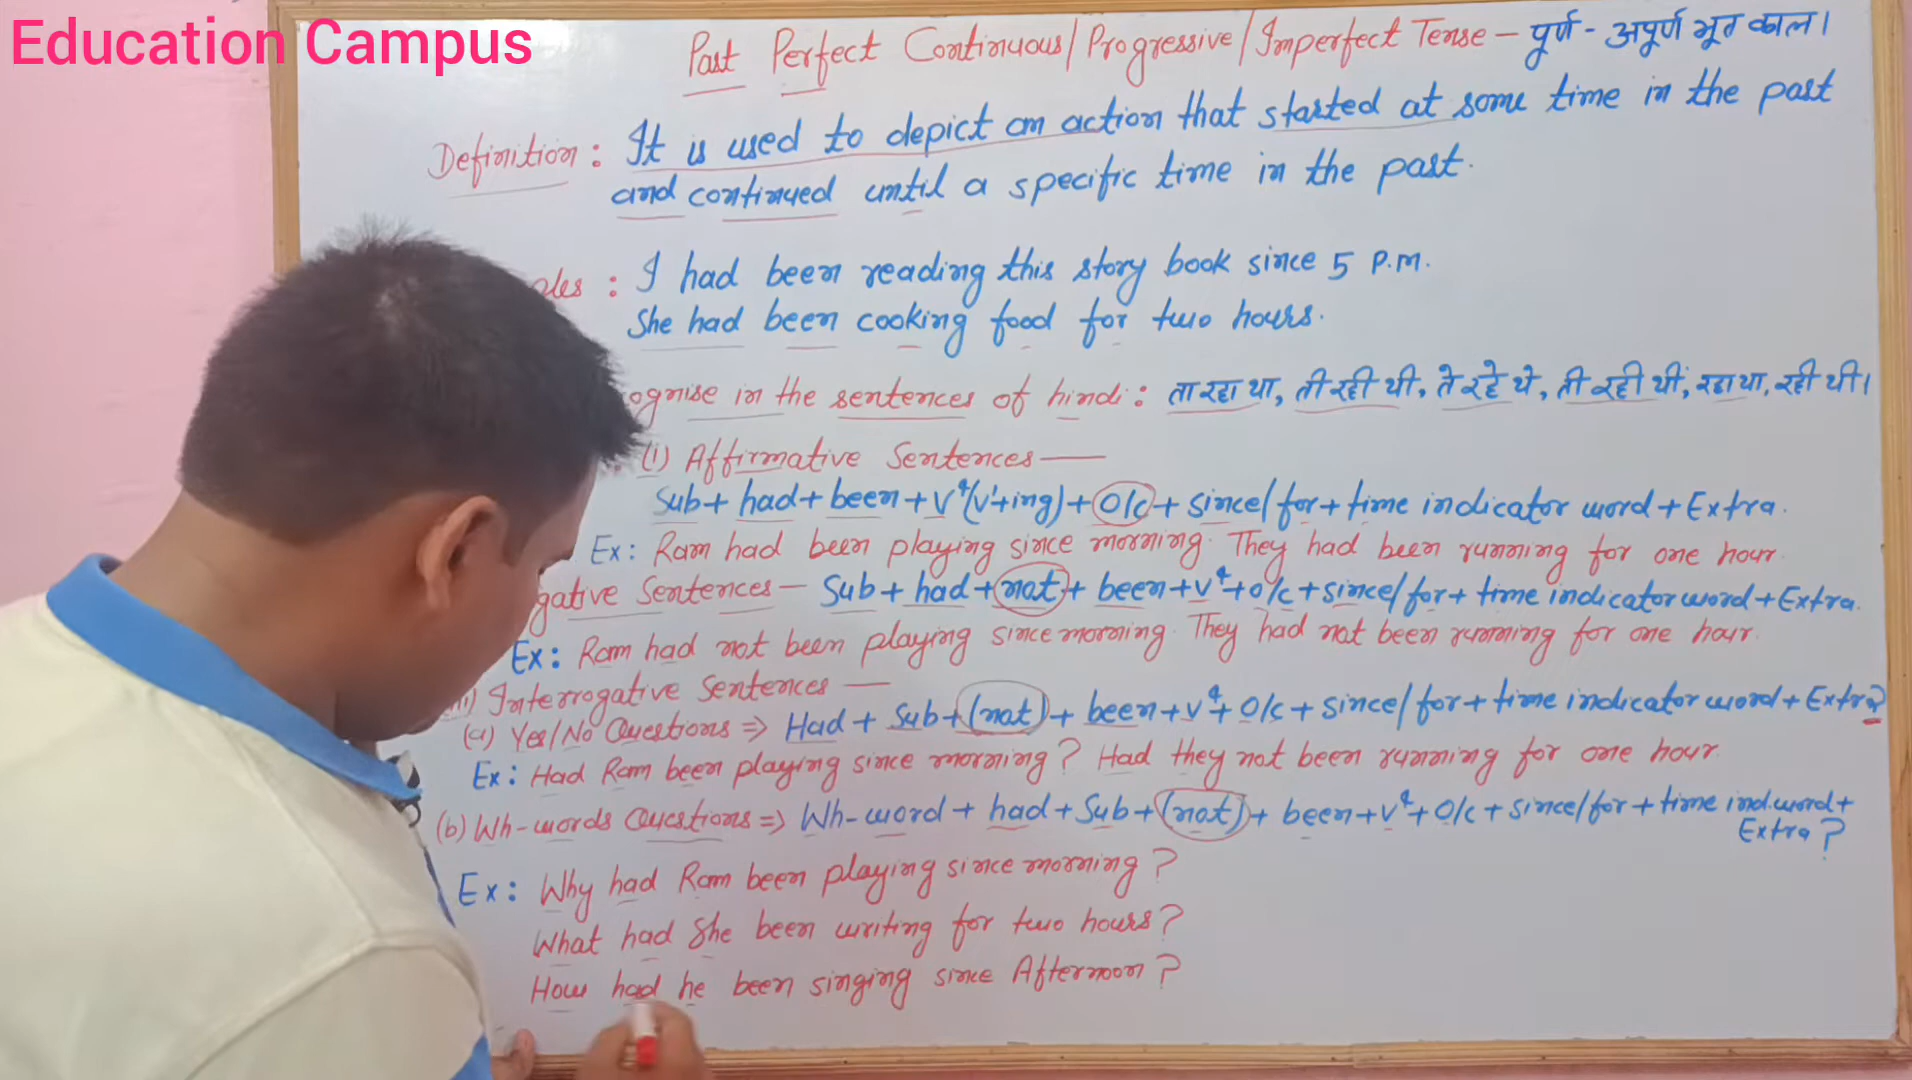 Education Campus
Past Perfect Continuous/Progressive/Imperfect Tense – पूर्ण - अपूर्ण भूत काल।
Definition: It is used to depict an action that started at some time in the past
and continued until a specific time in the past.
ples : I had been reading this story book since 5 P.M.
She had been cooking food for two hours.
ognise in the sentences of hindi: ता रहा था, ती रही थी, ते रहे थे, ती रही थीं, रहा था, रही थी।
(i) Affirmative Sentences —
Sub+ had+ been + V⁴(V¹+ing)+ O/c + since/for + time indicator word + Extra.
Ex: Ram had been playing since morning. They had been running for one hour.
gative Sentences — Sub + had + not + been + V⁴ + o/c + since/for + time indicator word + Extra.
Ex: Ram had not been playing since morning. They had not been running for one hour.
Interrogative Sentences —
(a) Yes/No Questions ⇒ Had + Sub + (not) + been + V⁴ + O/c + since/for + time indicator word + Extra?
Ex: Had Ram been playing since morning? Had they not been running for one hour.
(b) Wh-words Questions ⇒ Wh-word + had + Sub + (not) + been + V⁴ + O/c + since/for + time ind.word +
Extra?
Ex: Why had Ram been playing since morning?
What had She been writing for two hours?
How had he been singing since Afternoon?